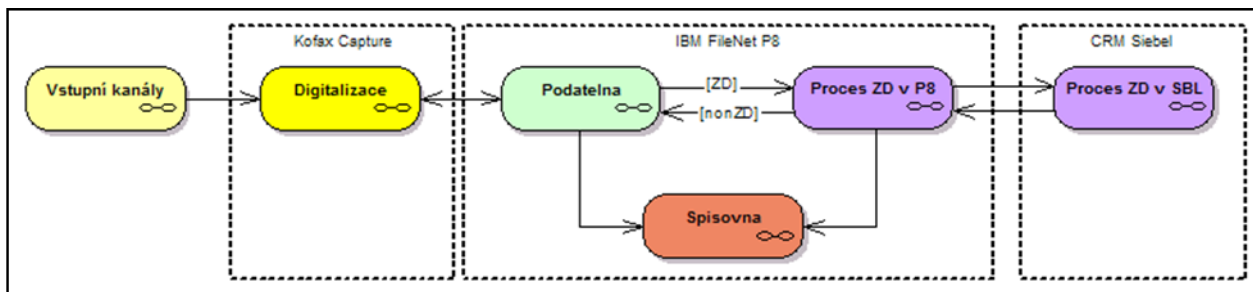 Kofax Capture
IBM FileNet P8
CRM Siebel
Vstupní kanály
Digitalizace
Podatelna
[ZD]
[nonZD]
Proces ZD v P8
Proces ZD v SBL
Spisovna